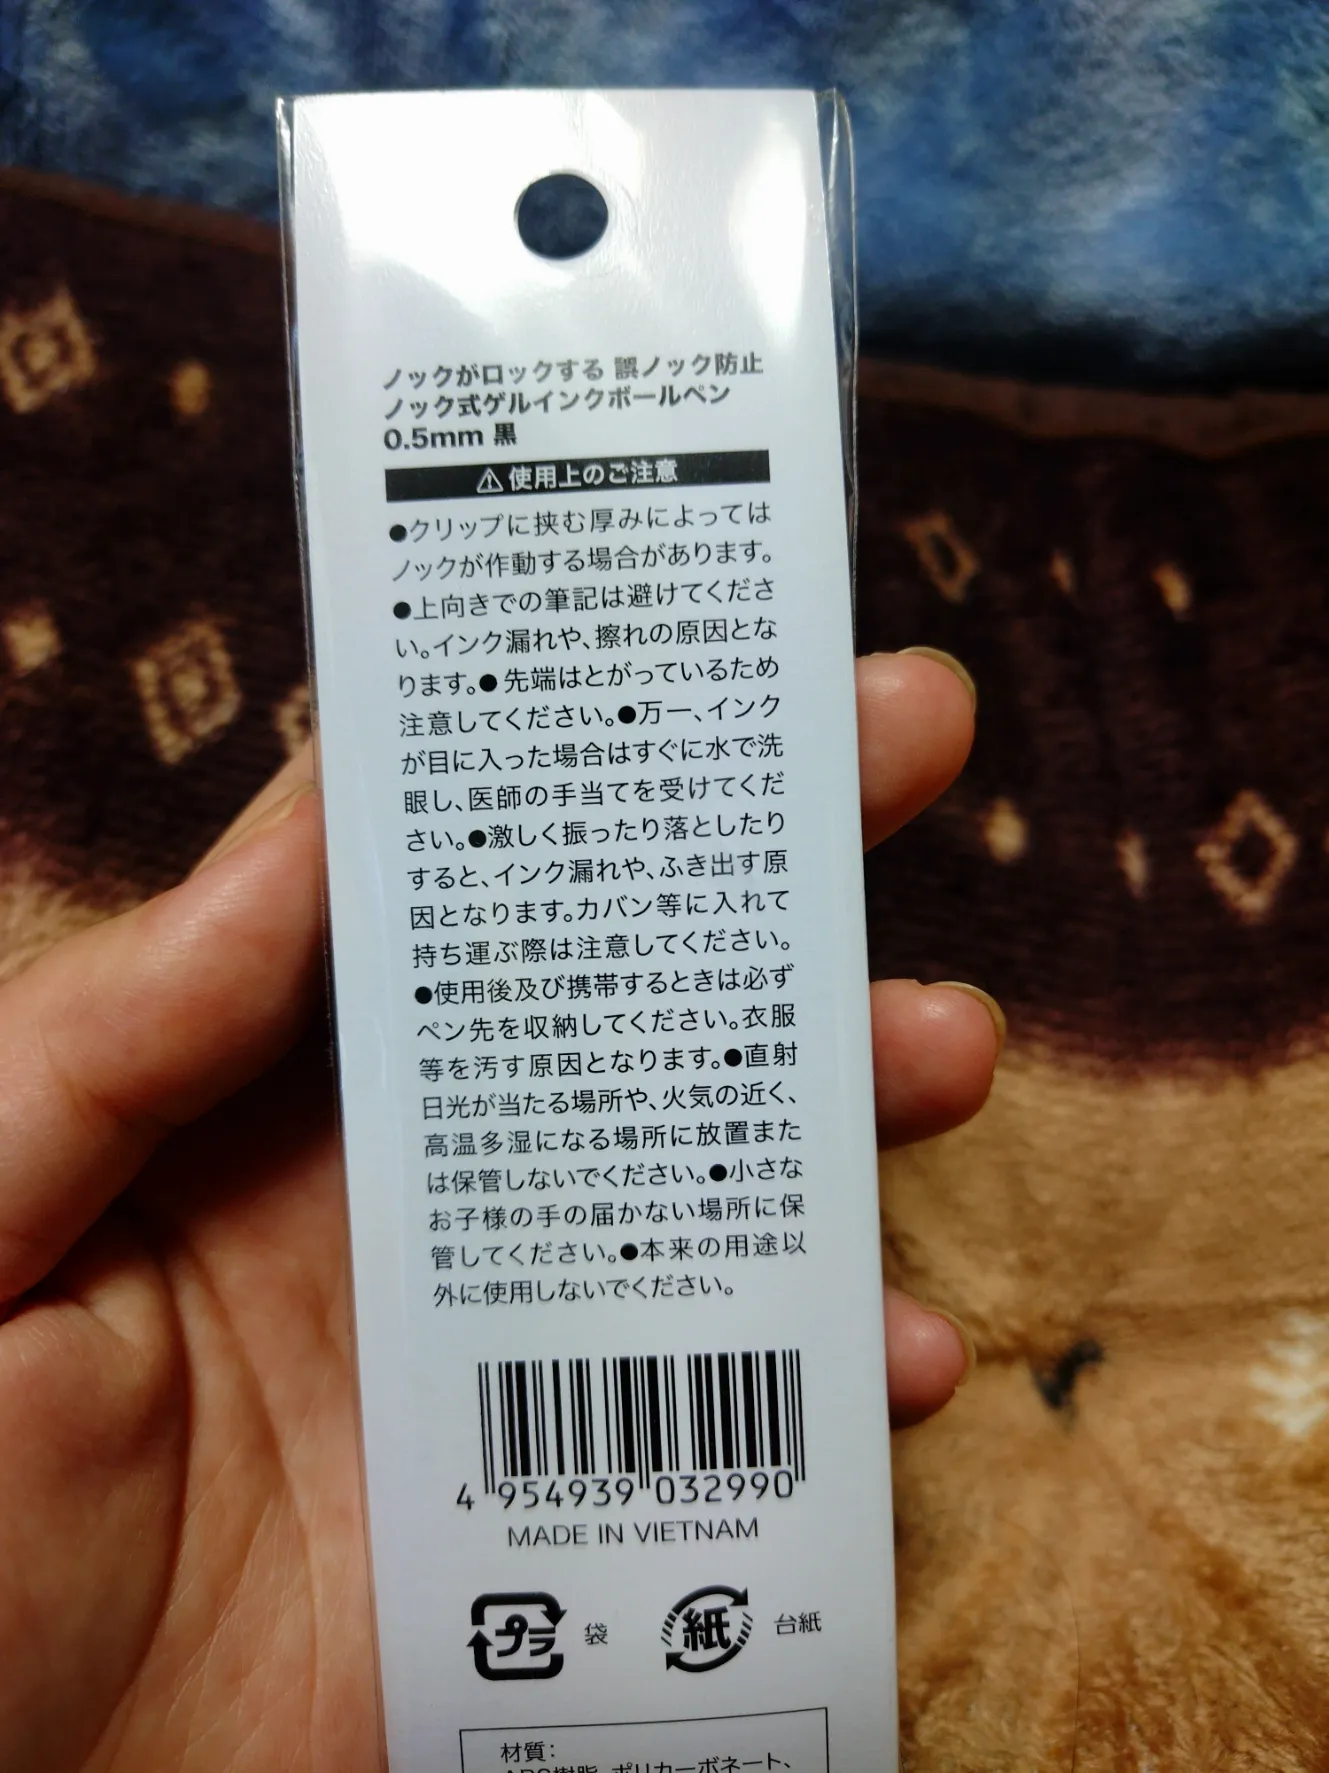 ノックがロックする 誤ノック防止
ノック式ゲルインクボールペン
0.5mm 黒
⚠使用上のご注意
●クリップに挟む厚みによっては
ノックが作動する場合があります。
●上向きでの筆記は避けてくださ
い。インク漏れや、擦れの原因とな
ります。●先端はとがっているため
注意してください。●万一、インク
が目に入った場合はすぐに水で洗
眼し、医師の手当てを受けてくだ
さい。●激しく振ったり落としたり
すると、インク漏れや、ふき出す原
因となります。カバン等に入れて
持ち運ぶ際は注意してください。
●使用後及び携帯するときは必ず
ペン先を収納してください。衣服
等を汚す原因となります。●直射
日光が当たる場所や、火気の近く、
高温多湿になる場所に放置また
は保管しないでください。●小さな
お子様の手の届かない場所に保
管してください。●本来の用途以
外に使用しないでください。
4 954939 032990
MADE IN VIETNAM
プラ 袋 紙 台紙
材質:
ABS樹脂、ポリカーボネート、